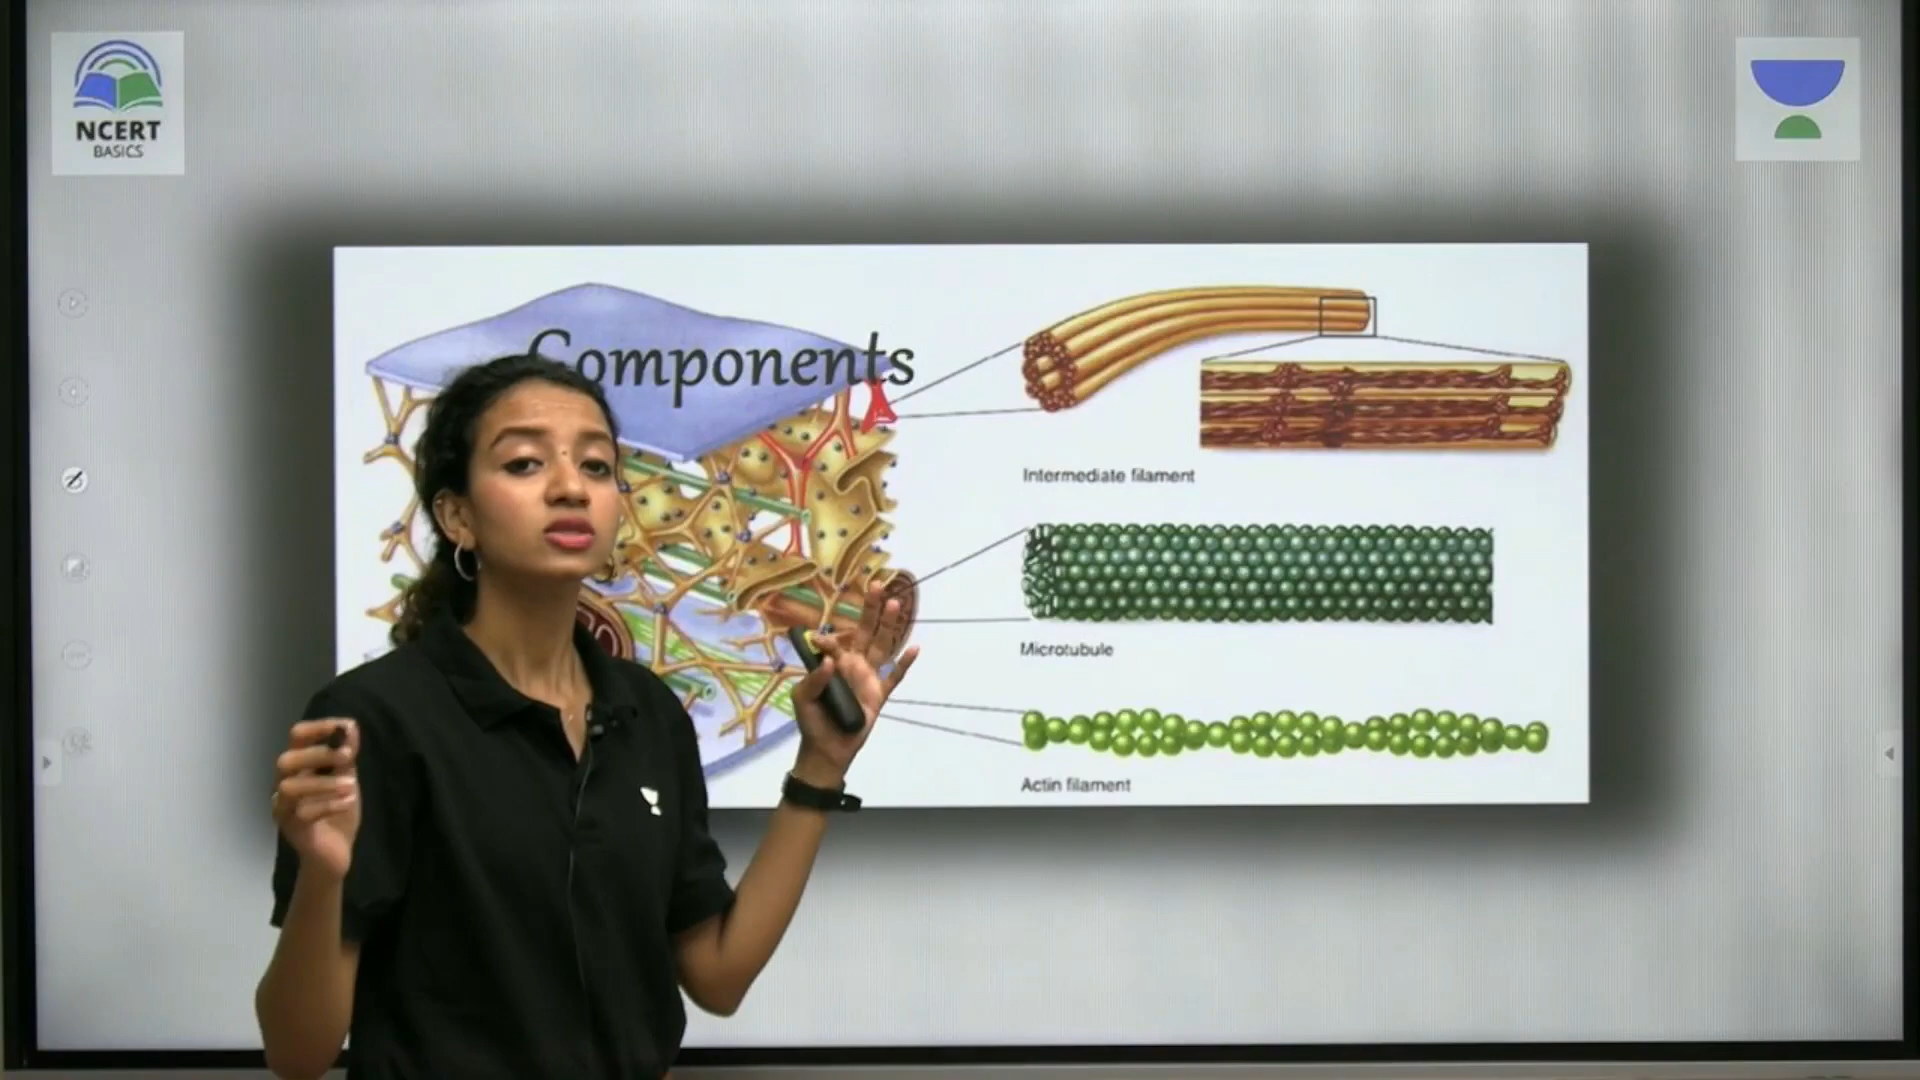 NCERT
BASICS
Components
Intermediate filament
Microtubule
Actin filament